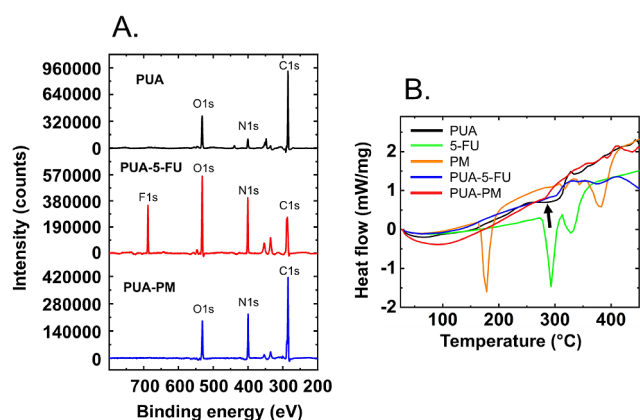 A.
PUA
C1s
O1s
N1s
960000
640000
320000
0
PUA-5-FU
F1s
O1s
N1s
C1s
570000
380000
190000
0
PUA-PM
O1s
N1s
C1s
420000
280000
140000
0
Intensity (counts)
700 600 500 400 300 200
Binding energy (eV)
B.
PUA
5-FU
PM
PUA-5-FU
PUA-PM
2
1
0
-1
-2
Heat flow (mW/mg)
100 200 300 400
Temperature (°C)